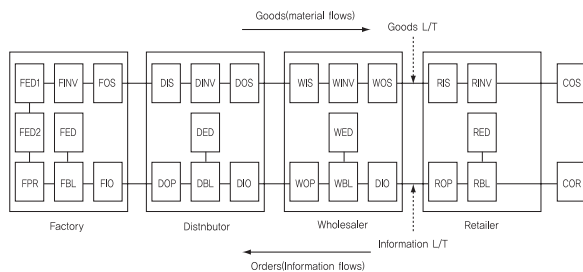 Goods(material flows)
Goods L/T
FED1 FINV FOS DIS DINV DOS WIS WINV WOS RIS RINV COS
FED2 FED DED WED RED
FPR FBL FIO DOP DBL DIO WOP WBL DIO ROP RBL COR
Factory Distnbutor Wholesaler Retailer
Information L/T
Orders(Information flows)